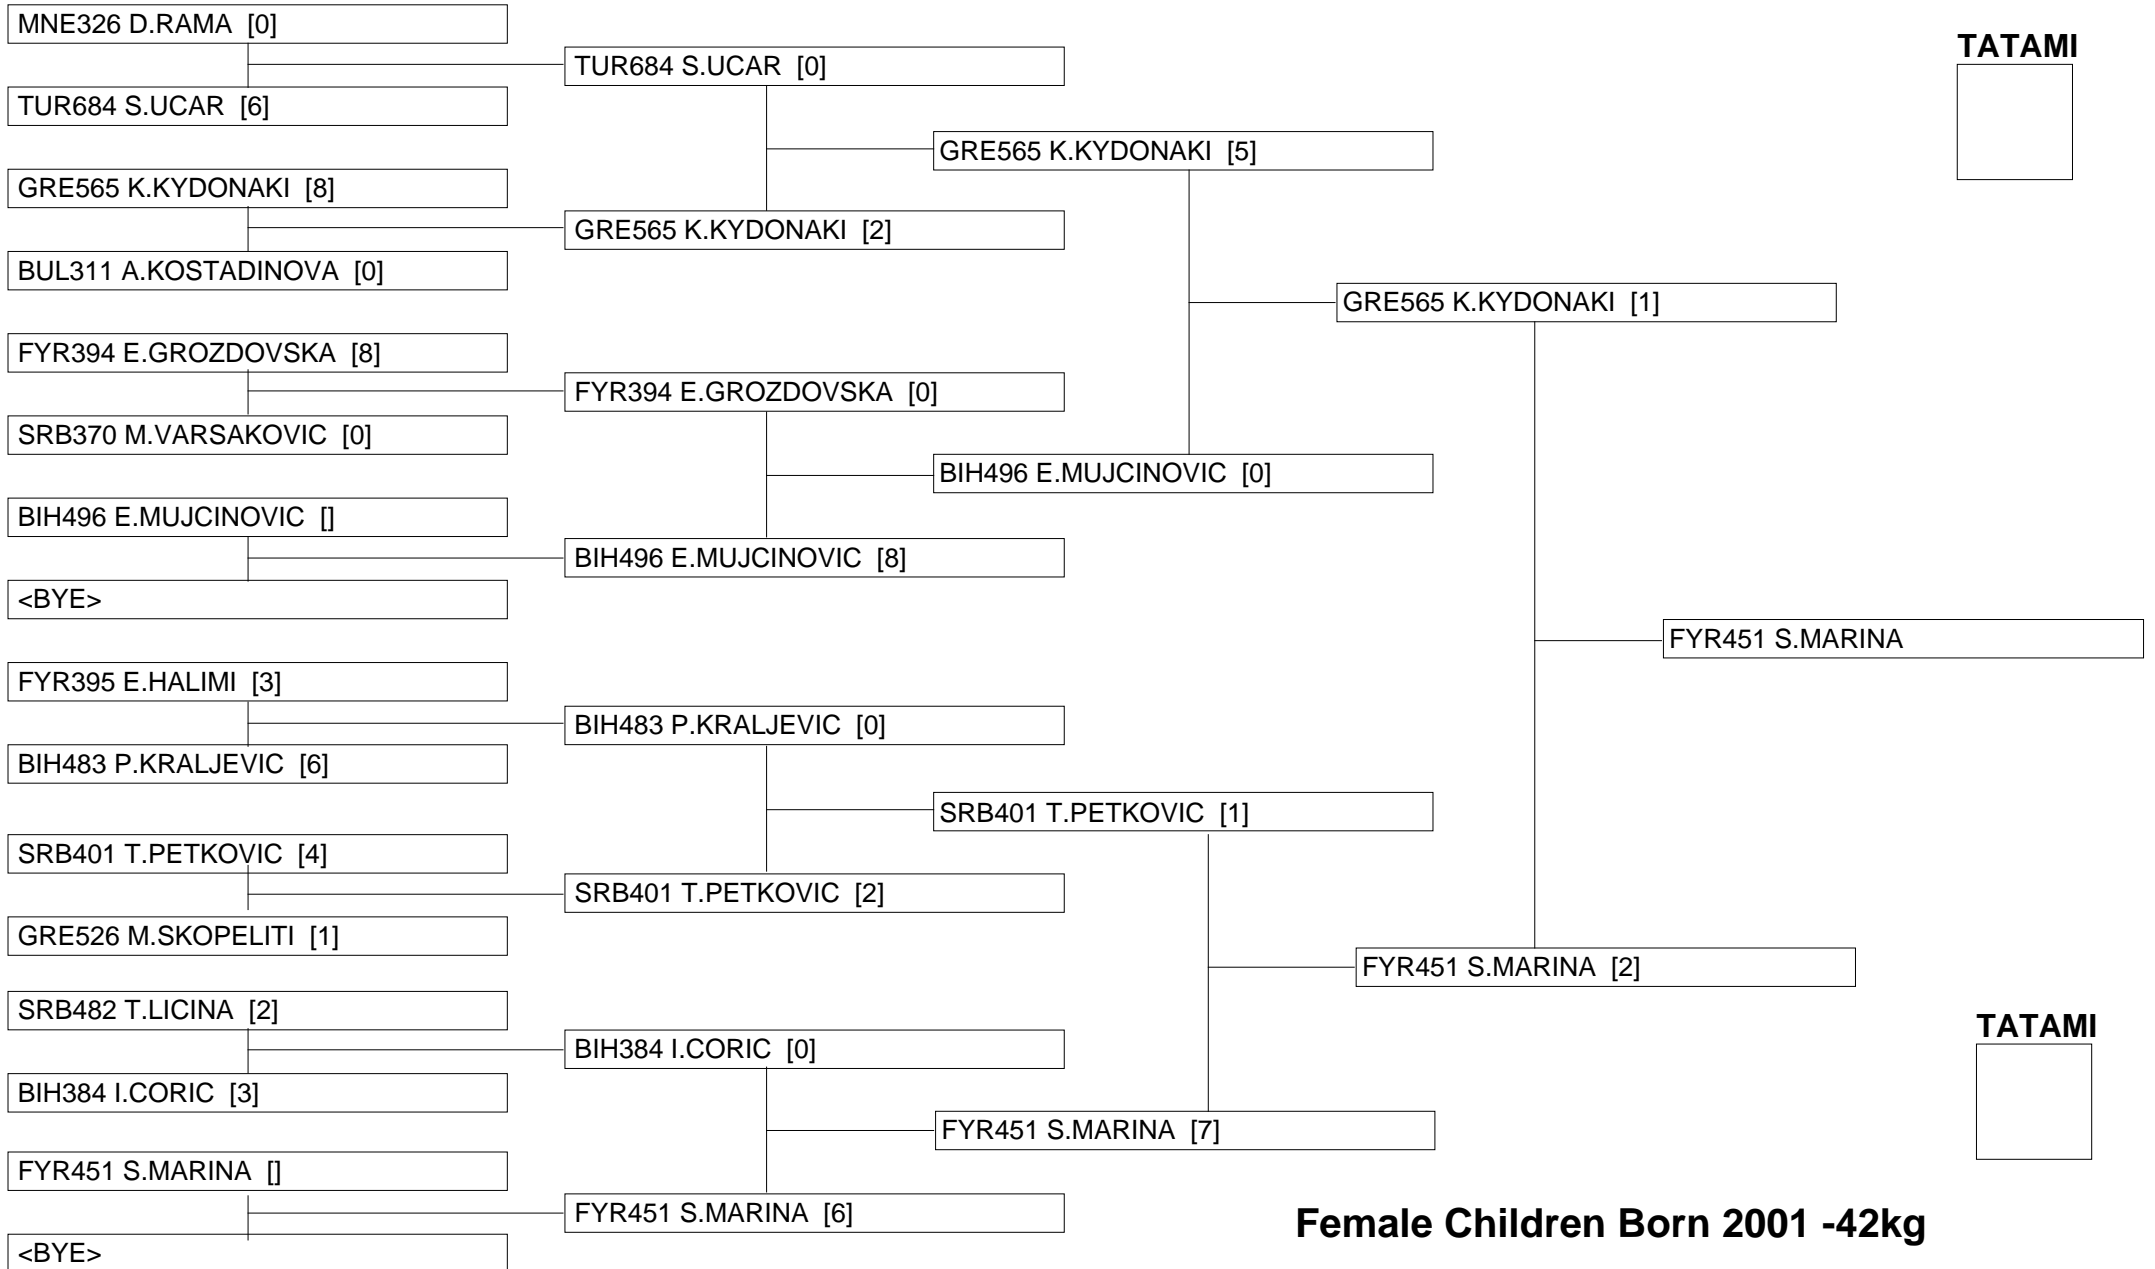 MNE326 D.RAMA [0]
TUR684 S.UCAR [6]
GRE565 K.KYDONAKI [8]
BUL311 A.KOSTADINOVA [0]
FYR394 E.GROZDOVSKA [8]
SRB370 M.VARSAKOVIC [0]
BIH496 E.MUJCINOVIC []
<BYE>
FYR395 E.HALIMI [3]
BIH483 P.KRALJEVIC [6]
SRB401 T.PETKOVIC [4]
GRE526 M.SKOPELITI [1]
SRB482 T.LICINA [2]
BIH384 I.CORIC [3]
FYR451 S.MARINA []
<BYE>
TUR684 S.UCAR [0]
GRE565 K.KYDONAKI [2]
FYR394 E.GROZDOVSKA [0]
BIH496 E.MUJCINOVIC [8]
BIH483 P.KRALJEVIC [0]
SRB401 T.PETKOVIC [2]
BIH384 I.CORIC [0]
FYR451 S.MARINA [6]
GRE565 K.KYDONAKI [5]
BIH496 E.MUJCINOVIC [0]
SRB401 T.PETKOVIC [1]
FYR451 S.MARINA [7]
GRE565 K.KYDONAKI [1]
FYR451 S.MARINA [2]
FYR451 S.MARINA
TATAMI
TATAMI
Female Children Born 2001 -42kg